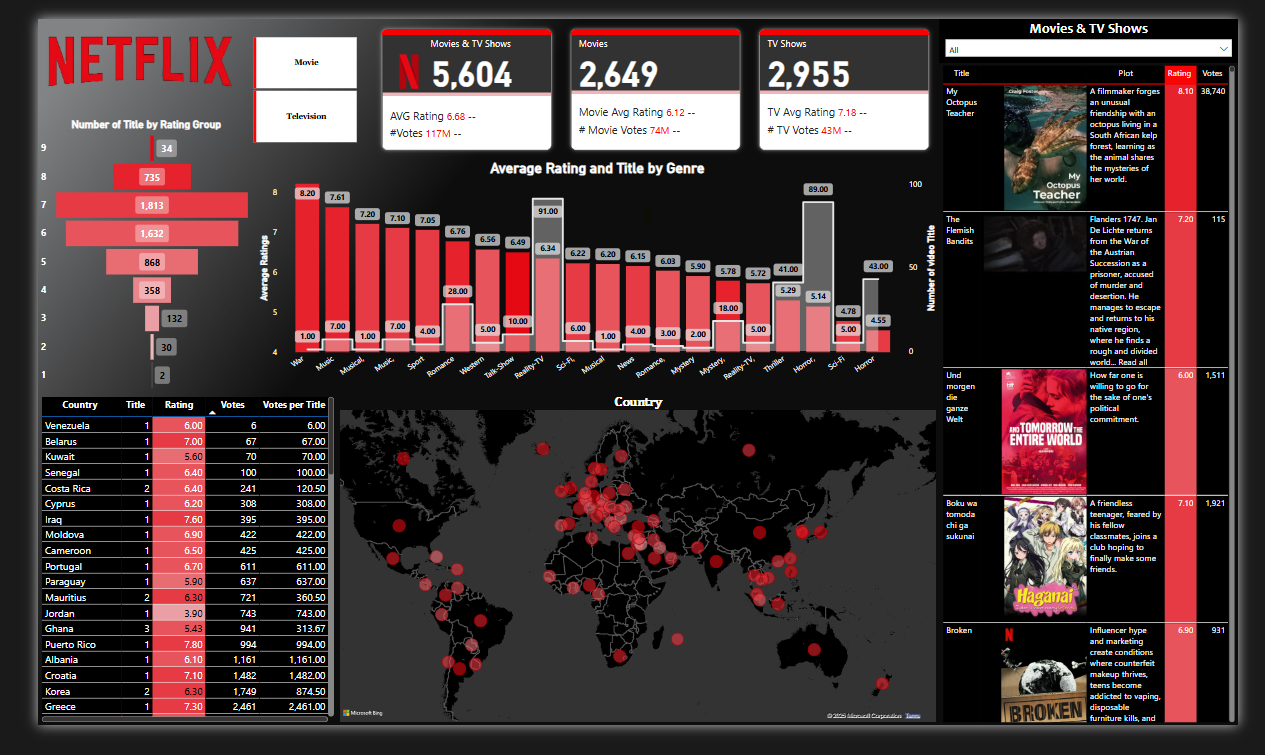 NETFLIX
Movie
Television
Movies & TV Shows
5,604
AVG Rating 6.68 --
#Votes 117M --
Movies
2,649
Movie Avg Rating 6.12 --
# Movie Votes 74M --
TV Shows
2,955
TV Avg Rating 7.18 --
# TV Votes 43M --
Number of Title by Rating Group
9 34
8 735
7 1,813
6 1,632
5 868
4 358
3 132
2 30
1 2
Average Rating and Title by Genre
Average Ratings
8
7
6
5
4
Number of video Title
100
50
0
8.20 7.61 7.20 7.10 7.05 6.76 6.56 6.49 6.34 6.22 6.20 6.15 6.03 5.90 5.78 5.72 5.29 5.14 4.78 4.55
1.00 7.00 1.00 7.00 4.00 28.00 5.00 10.00 91.00 6.00 1.00 4.00 3.00 2.00 18.00 5.00 41.00 89.00 5.00 43.00
War Music Musical, Music, Sport Romance Western Talk-Show Reality-TV Sci-Fi, Musical News Romance, Mystery Mystery, Reality-TV, Thriller Horror, Sci-Fi Horror
Country Title Rating Votes Votes per Title
Venezuela 1 6.00 6 6.00
Belarus 1 7.00 67 67.00
Kuwait 1 5.60 70 70.00
Senegal 1 6.40 100 100.00
Costa Rica 2 6.40 241 120.50
Cyprus 1 6.20 308 308.00
Iraq 1 7.60 395 395.00
Moldova 1 6.90 422 422.00
Cameroon 1 6.50 425 425.00
Portugal 1 6.70 611 611.00
Paraguay 1 5.90 637 637.00
Mauritius 2 6.30 721 360.50
Jordan 1 3.90 743 743.00
Ghana 3 5.43 941 313.67
Puerto Rico 1 7.80 994 994.00
Albania 1 6.10 1,161 1,161.00
Croatia 1 7.10 1,482 1,482.00
Korea 2 6.30 1,749 874.50
Greece 1 7.30 2,461 2,461.00
Country
Microsoft Bing
© 2025 Microsoft Corporation Terms
Movies & TV Shows
All
Title Plot Rating Votes
My
Octopus
Teacher
My
Octopus
Teacher
A filmmaker forges
an unusual
friendship with an
octopus living in a
South African kelp
forest, learning as
the animal shares
the mysteries of
her world.
8.10 38,740
The
Flemish
Bandits
Flanders 1747. Jan
De Lichte returns
from the War of
the Austrian
Succession as a
prisoner, accused
of murder and
desertion. He
manages to escape
and returns to his
native region,
where he finds a
rough and divided
world... Read all
7.20 115
Und
morgen
die
ganze
Welt
AND TOMORROW THE
ENTIRE WORLD
How far one is
willing to go for
the sake of one's
political
commitment.
6.00 1,511
Boku wa
tomoda
chi ga
sukunai
Haganai
A friendless
teenager, feared by
his fellow
classmates, joins a
club hoping to
finally make some
friends.
7.10 1,921
Broken
N
BROKEN
Influencer hype
and marketing
create conditions
where counterfeit
makeup thrives,
teens become
addicted to vaping,
disposable
furniture kills, and
6.90 931